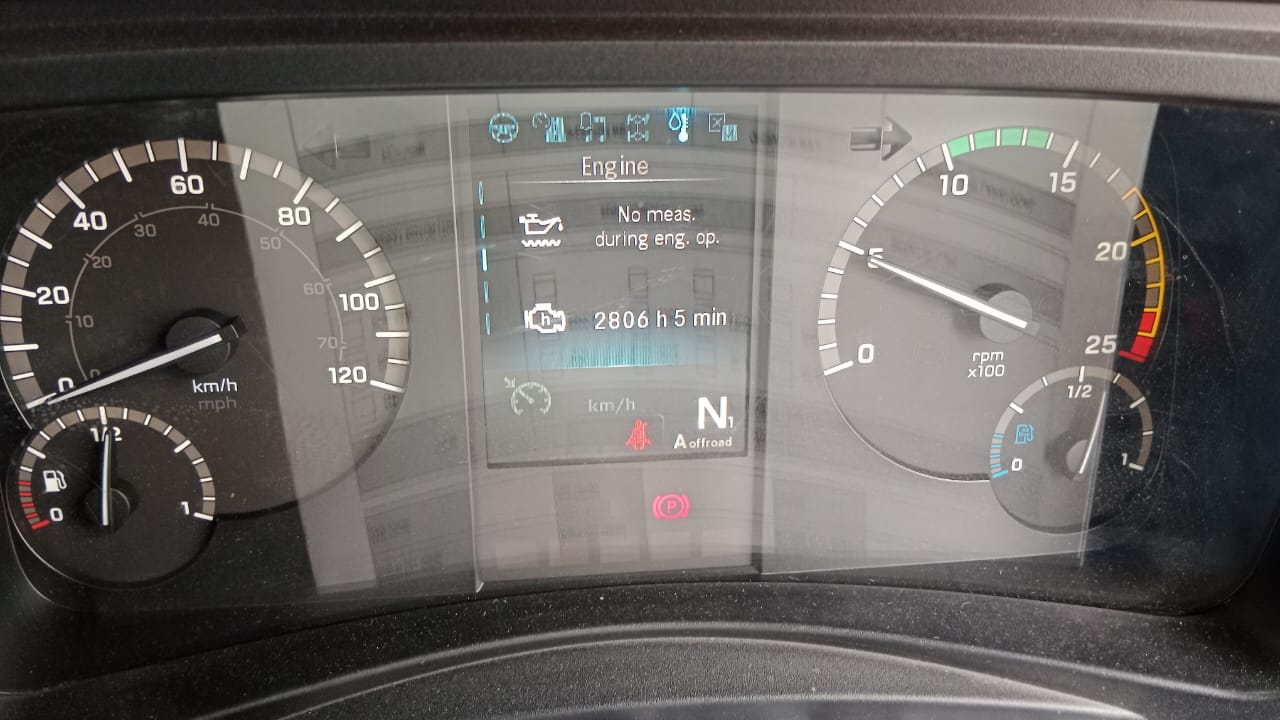 Engine
No meas.
during eng. op.
h
2806 h 5 min
km/h
N1
A offroad
P
0
20
40
60
80
100
120
10
20
30
40
50
60
70
km/h
mph
0
1/2
1
0
5
10
15
20
25
rpm
x100
0
1/2
1